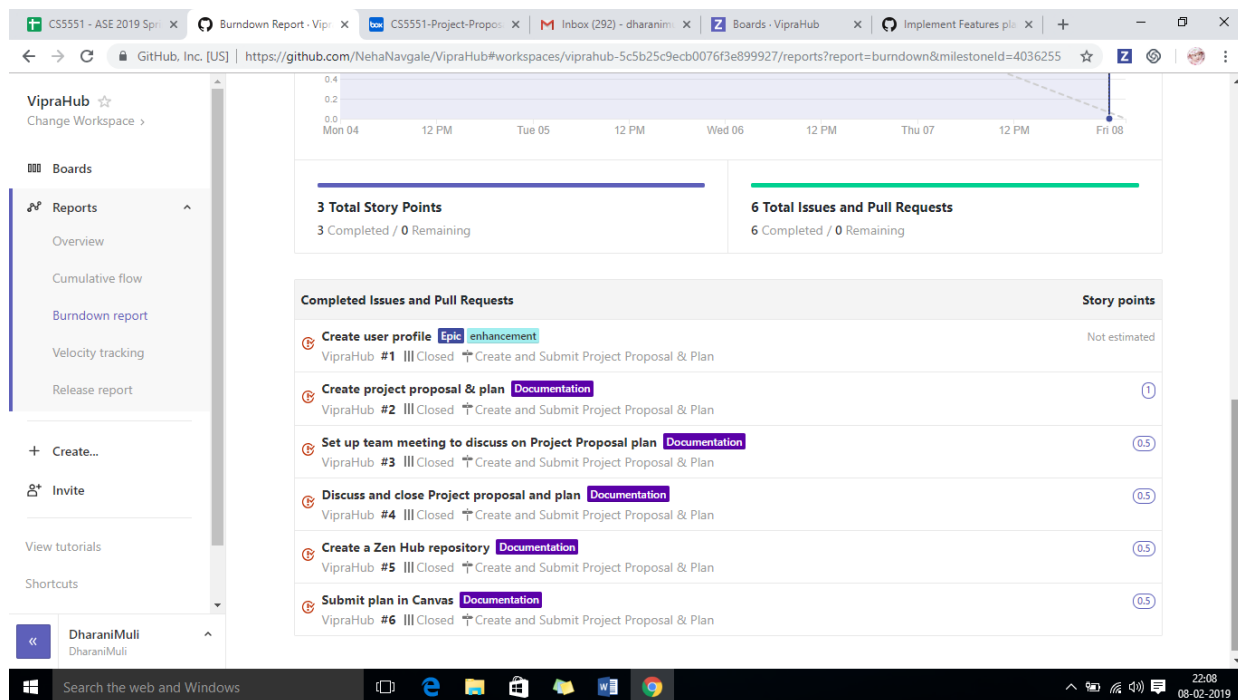 CS5551 - ASE 2019 Spri
Burndown Report - Vipr
CS5551-Project-Propos
Inbox (292) - dharanimu
Boards - VipraHub
Implement Features pla
GitHub, Inc. [US] | https://github.com/NehaNavgale/VipraHub#workspaces/viprahub-5c5b25c9ecb0076f3e899927/reports?report=burndown&milestoneId=4036255
VipraHub
Change Workspace >
Boards
Reports
Overview
Cumulative flow
Burndown report
Velocity tracking
Release report
+ Create...
Invite
View tutorials
Shortcuts
« DharaniMuli
DharaniMuli
0.4
0.2
0.0
Mon 04 12 PM Tue 05 12 PM Wed 06 12 PM Thu 07 12 PM Fri 08
3 Total Story Points
3 Completed / 0 Remaining
6 Total Issues and Pull Requests
6 Completed / 0 Remaining
Completed Issues and Pull Requests Story points
Create user profile Epic enhancement Not estimated
VipraHub #1 Closed Create and Submit Project Proposal & Plan
Create project proposal & plan Documentation 1
VipraHub #2 Closed Create and Submit Project Proposal & Plan
Set up team meeting to discuss on Project Proposal plan Documentation 0.5
VipraHub #3 Closed Create and Submit Project Proposal & Plan
Discuss and close Project proposal and plan Documentation 0.5
VipraHub #4 Closed Create and Submit Project Proposal & Plan
Create a Zen Hub repository Documentation 0.5
VipraHub #5 Closed Create and Submit Project Proposal & Plan
Submit plan in Canvas Documentation 0.5
VipraHub #6 Closed Create and Submit Project Proposal & Plan
Search the web and Windows
22:08
08-02-2019